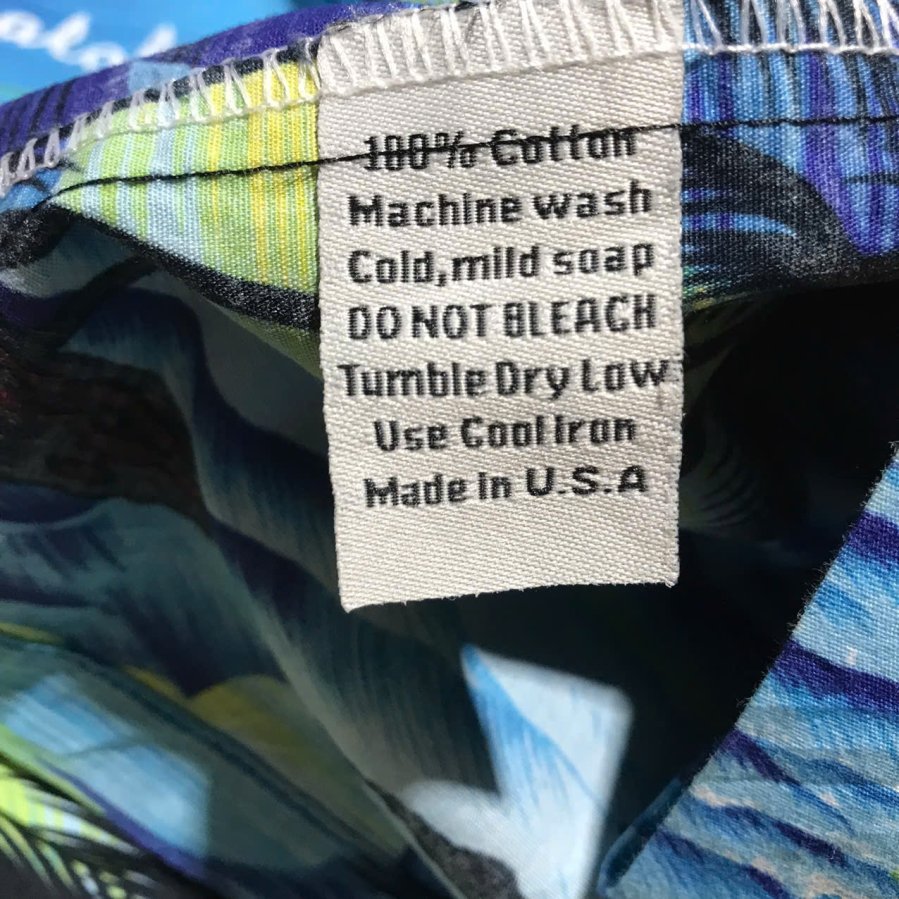 100% Cotton
Machine wash
Cold, mild soap
DO NOT BLEACH
Tumble Dry Low
Use Cool Iron
Made in U.S.A